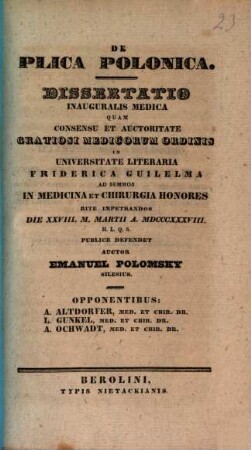 23
DE
PLICA POLONICA.
DISSERTATIO
INAUGURALIS MEDICA
QUAM
CONSENSU ET AUCTORITATE
GRATIOSI MEDICORUM ORDINIS
IN
UNIVERSITATE LITERARIA
FRIDERICA GUILELMA
AD SUMMOS
IN MEDICINA ET CHIRURGIA HONORES
RITE IMPETRANDOS
DIE XXVIII. M. MARTII A. MDCCCXXXVIII.
H. L. Q. S.
PUBLICE DEFENDET
AUCTOR
EMANUEL POLOMSKY
SILESIUS.
OPPONENTIBUS:
A. ALTDORFER, MED. ET CHIR. DR.
L. GUNKEL, MED. ET CHIR. DR.
A. OCHWADT, MED. ET CHIR. DR.
BEROLINI,
TYPIS NIETACKIANIS.